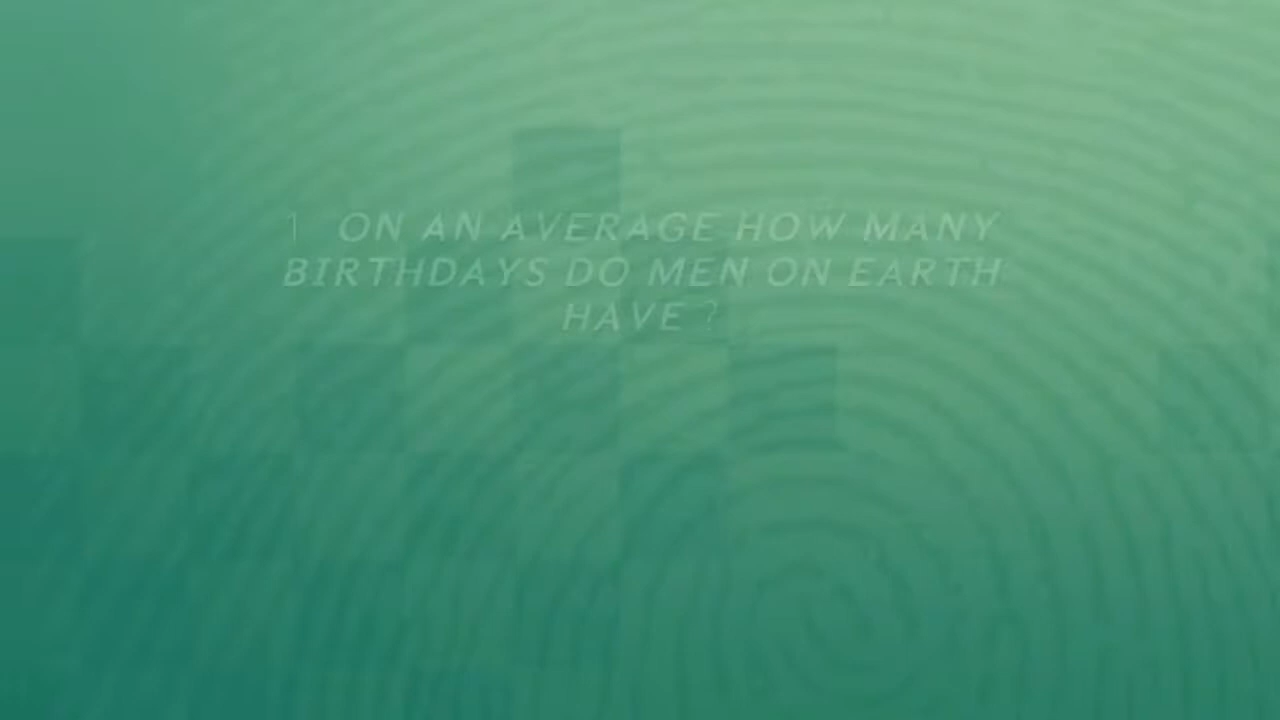 1 ON AN AVERAGE HOW MANY
BIRTHDAYS DO MEN ON EARTH
HAVE ?